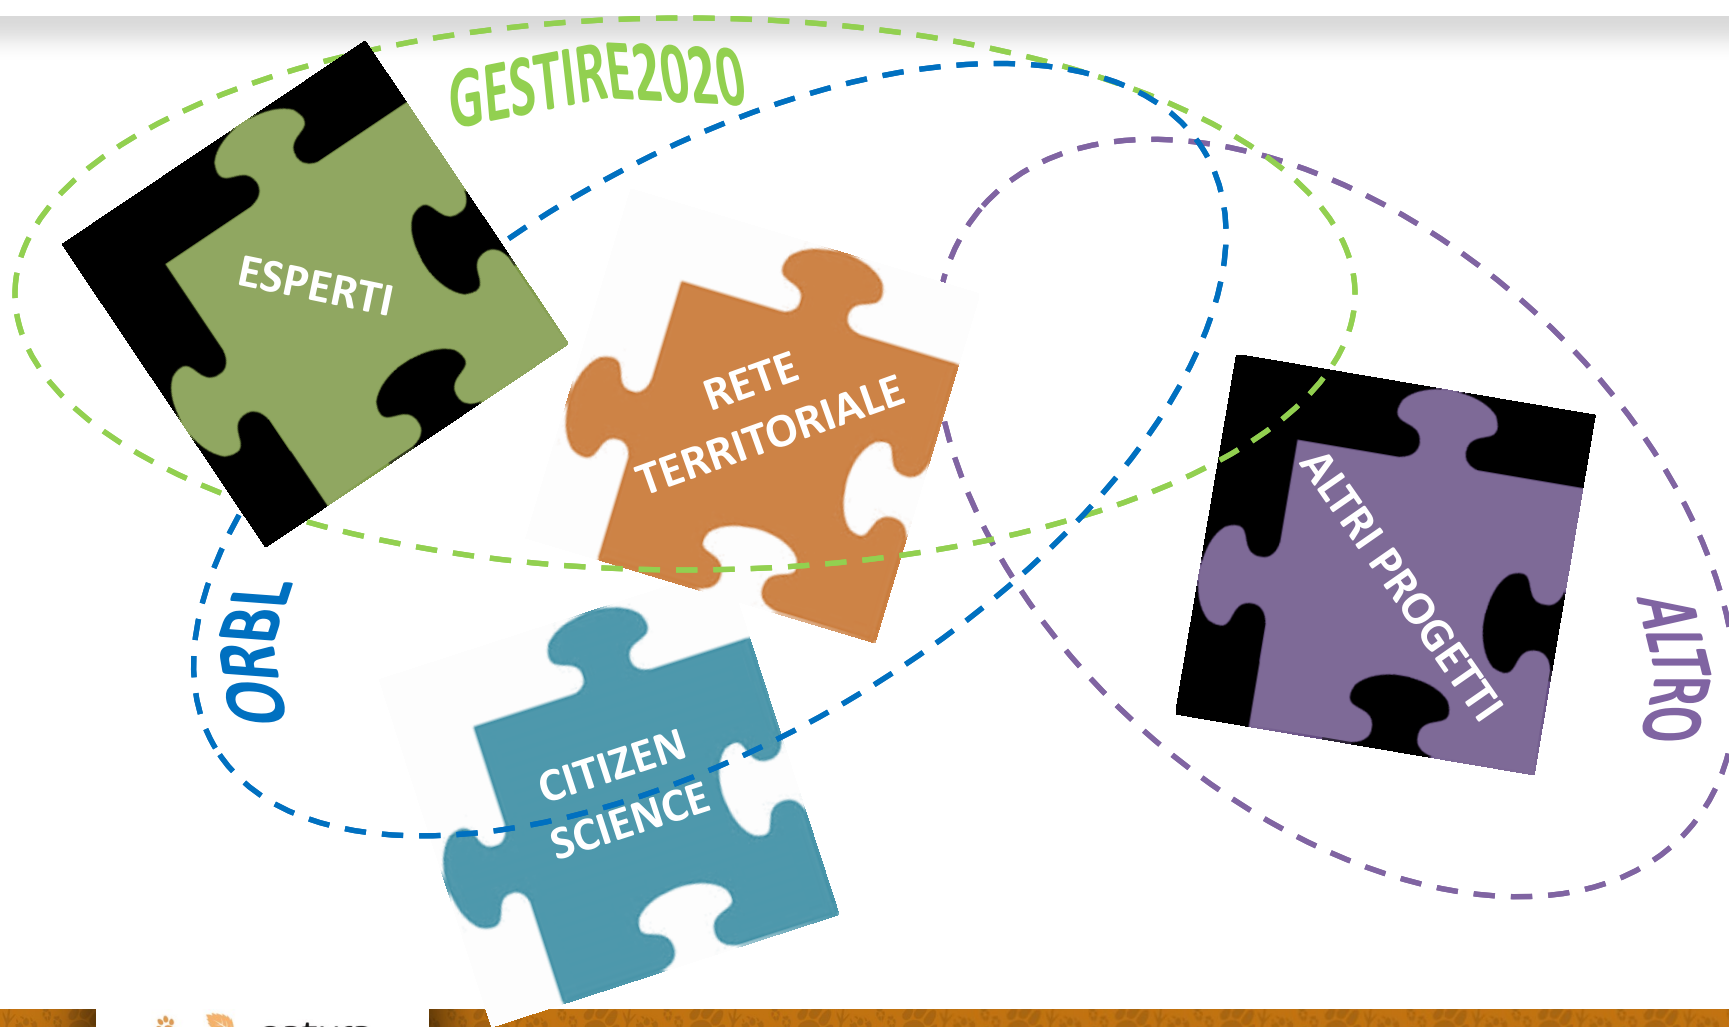 GESTIRE2020
ESPERTI
RETE
TERRITORIALE
ALTRI PROGETTI
ORBL
ALTRO
CITIZEN
SCIENCE